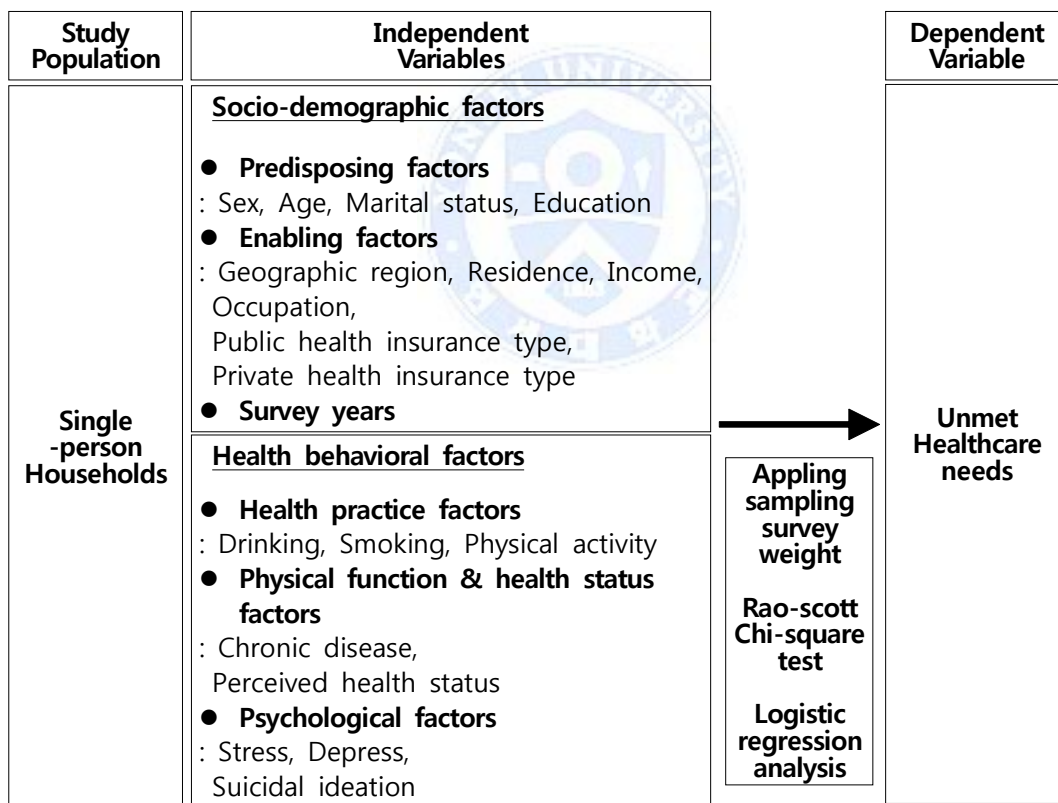 Study
Population
Independent
Variables
Dependent
Variable
Single
-person
Households
Socio-demographic factors
● Predisposing factors
: Sex, Age, Marital status, Education
● Enabling factors
: Geographic region, Residence, Income,
Occupation,
Public health insurance type,
Private health insurance type
● Survey years
Health behavioral factors
● Health practice factors
: Drinking, Smoking, Physical activity
● Physical function & health status
factors
: Chronic disease,
Perceived health status
● Psychological factors
: Stress, Depress,
Suicidal ideation
Appling
sampling
survey
weight
Rao-scott
Chi-square
test
Logistic
regression
analysis
Unmet
Healthcare
needs